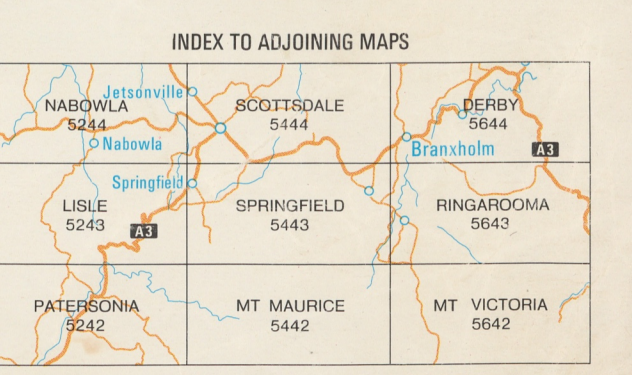 INDEX TO ADJOINING MAPS
Jetsonville
NABOWLA
5244
Nabowla
SCOTTSDALE
5444
DERBY
5644
Branxholm
A3
Springfield
LISLE
5243
A3
SPRINGFIELD
5443
RINGAROOMA
5643
PATERSONIA
5242
MT MAURICE
5442
MT VICTORIA
5642